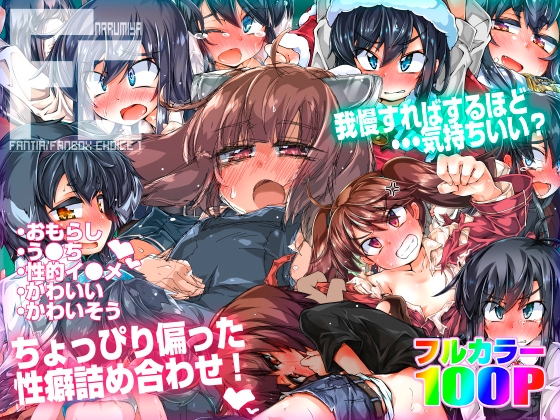 NARUMIYA
FC
FANTIA/FANBOX CHOICE 1
我慢すればするほど
•••気持ちいい？
・おもらし
・う●ち
・性的イ●メ
・かわいい
・かわいそう
ちょっぴり偏った
性癖詰め合わせ！
フルカラー
100P